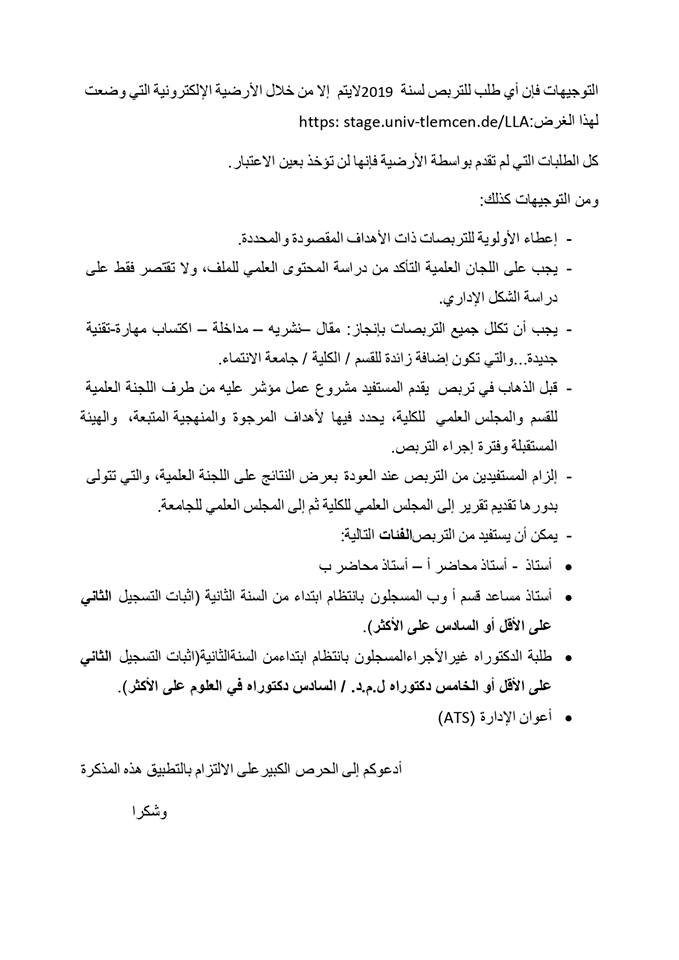 التوجيهات فإن أي طلب للتربص لسنة 2019لايتم إلا من خلال الأرضية الإلكترونية التي وضعت
لهذا الغرض:https: stage.univ-tlemcen.de/LLA
كل الطلبات التي لم تقدم بواسطة الأرضية فإنها لن تؤخذ بعين الاعتبار.
ومن التوجيهات كذلك:
- إعطاء الأولوية للتربصات ذات الأهداف المقصودة والمحددة.
- يجب على اللجان العلمية التأكد من دراسة المحتوى العلمي للملف، ولا تقتصر فقط على
دراسة الشكل الإداري.
- يجب أن تكلل جميع التربصات بإنجاز: مقال –نشريه – مداخلة – اكتساب مهارة-تقنية
جديدة...والتي تكون إضافة زائدة للقسم / الكلية / جامعة الانتماء.
- قبل الذهاب في تربص يقدم المستفيد مشروع عمل مؤشر عليه من طرف اللجنة العلمية
للقسم والمجلس العلمي للكلية، يحدد فيها لأهداف المرجوة والمنهجية المتبعة، والهيئة
المستقبلة وفترة إجراء التربص.
- إلزام المستفيدين من التربص عند العودة بعرض النتائج على اللجنة العلمية، والتي تتولى
بدورها تقديم تقرير إلى المجلس العلمي للكلية ثم إلى المجلس العلمي للجامعة.
- يمكن أن يستفيد من التربصالفئات التالية:
• أستاذ - أستاذ محاضر أ – أستاذ محاضر ب
• أستاذ مساعد قسم أ وب المسجلون بانتظام ابتداء من السنة الثانية (اثبات التسجيل الثاني
على الأقل أو السادس على الأكثر).
• طلبة الدكتوراه غيرالأجراءالمسجلون بانتظام ابتداءمن السنةالثانية(اثبات التسجيل الثاني
على الأقل أو الخامس دكتوراه ل.م.د. / السادس دكتوراه في العلوم على الأكثر).
• أعوان الإدارة (ATS)
أدعوكم إلى الحرص الكبير على الالتزام بالتطبيق هذه المذكرة
وشكرا